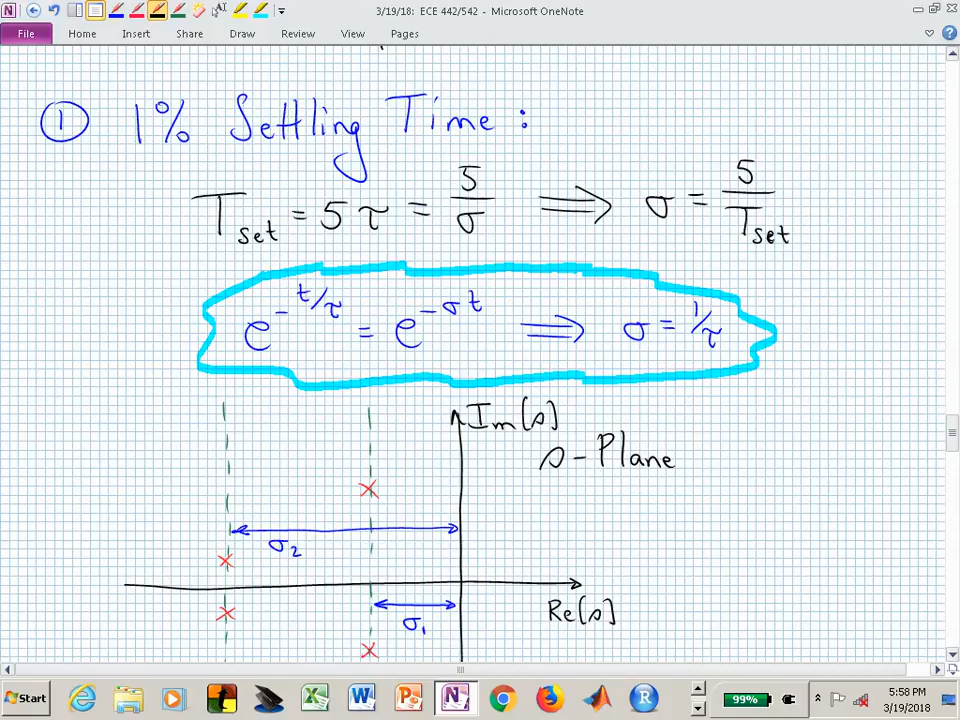 3/19/18: ECE 442/542 - Microsoft OneNote
File Home Insert Share Draw Review View Pages
① 1% Settling Time :
T_set = 5τ = 5/σ ⟹ σ = 5/T_set
e^(-t/τ) = e^(-σt) ⟹ σ = 1/τ
Im[s]
s-Plane
σ₂
Re[s]
σ₁
Start
99%
5:58 PM
3/19/2018